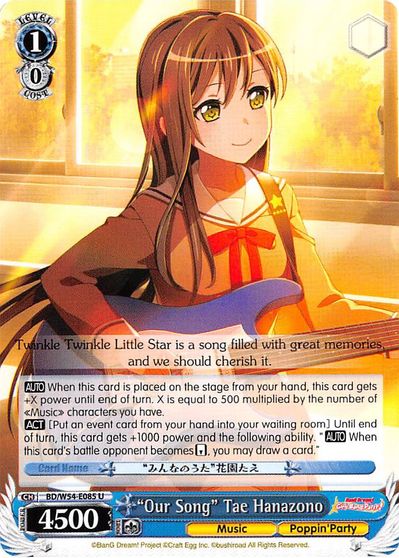 LEVEL
1
0
COST
Twinkle Twinkle Little Star is a song filled with great memories,
and we should cherish it.
AUTO When this card is placed on the stage from your hand, this card gets
+X power until end of turn. X is equal to 500 multiplied by the number of
«Music» characters you have.
ACT [Put an event card from your hand into your waiting room] Until end
of turn, this card gets +1000 power and the following ability. "AUTO When
this card's battle opponent becomes , you may draw a card."
Card Name "みんなのうた"花園たえ
CH BD/W54-E085 U
"Our Song" Tae Hanazono
POWER 4500
Music Poppin'Party
©BanG Dream! Project ©Craft Egg Inc. ©bushiroad All Rights Reserved.